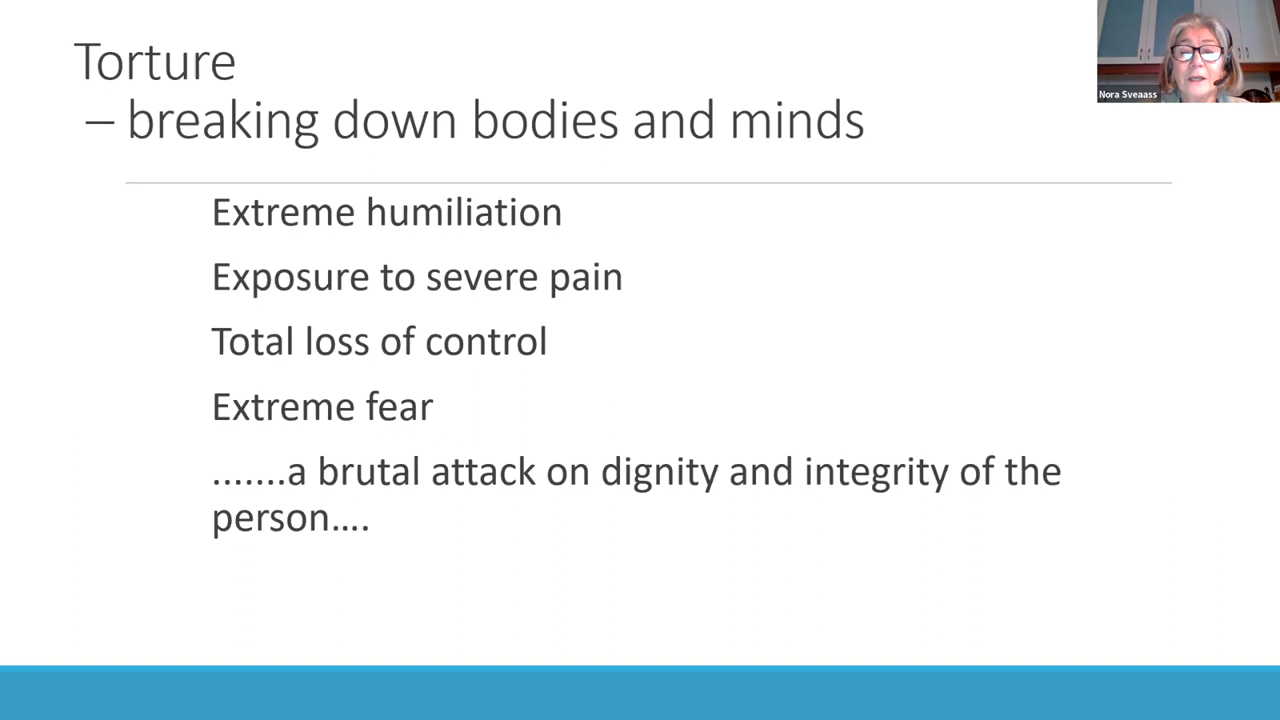 Torture
– breaking down bodies and minds
Nora Sveaass
Extreme humiliation
Exposure to severe pain
Total loss of control
Extreme fear
.......a brutal attack on dignity and integrity of the
person....